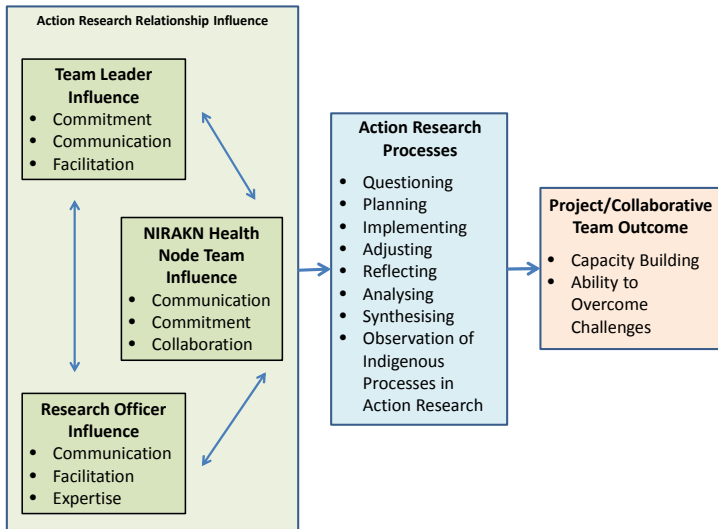 Action Research Relationship Influence
Team Leader
Influence
• Commitment
• Communication
• Facilitation
NIRAKN Health
Node Team
Influence
• Communication
• Commitment
• Collaboration
Research Officer
Influence
• Communication
• Facilitation
• Expertise
Action Research
Processes
• Questioning
• Planning
• Implementing
• Adjusting
• Reflecting
• Analysing
• Synthesising
• Observation of
Indigenous
Processes in
Action Research
Project/Collaborative
Team Outcome
• Capacity Building
• Ability to
Overcome
Challenges